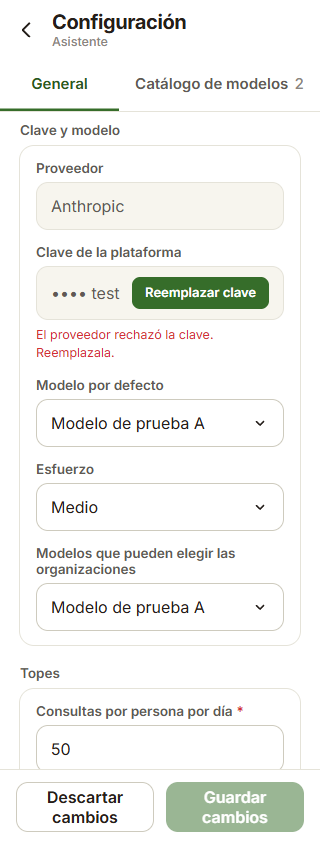 Configuración
Asistente
General
Catálogo de modelos 2
Clave y modelo
Proveedor
Anthropic
Clave de la plataforma
•••• test
Reemplazar clave
El proveedor rechazó la clave.
Reemplazala.
Modelo por defecto
Modelo de prueba A
Esfuerzo
Medio
Modelos que pueden elegir las
organizaciones
Modelo de prueba A
Topes
Consultas por persona por día *
50
Descartar
cambios
Guardar
cambios